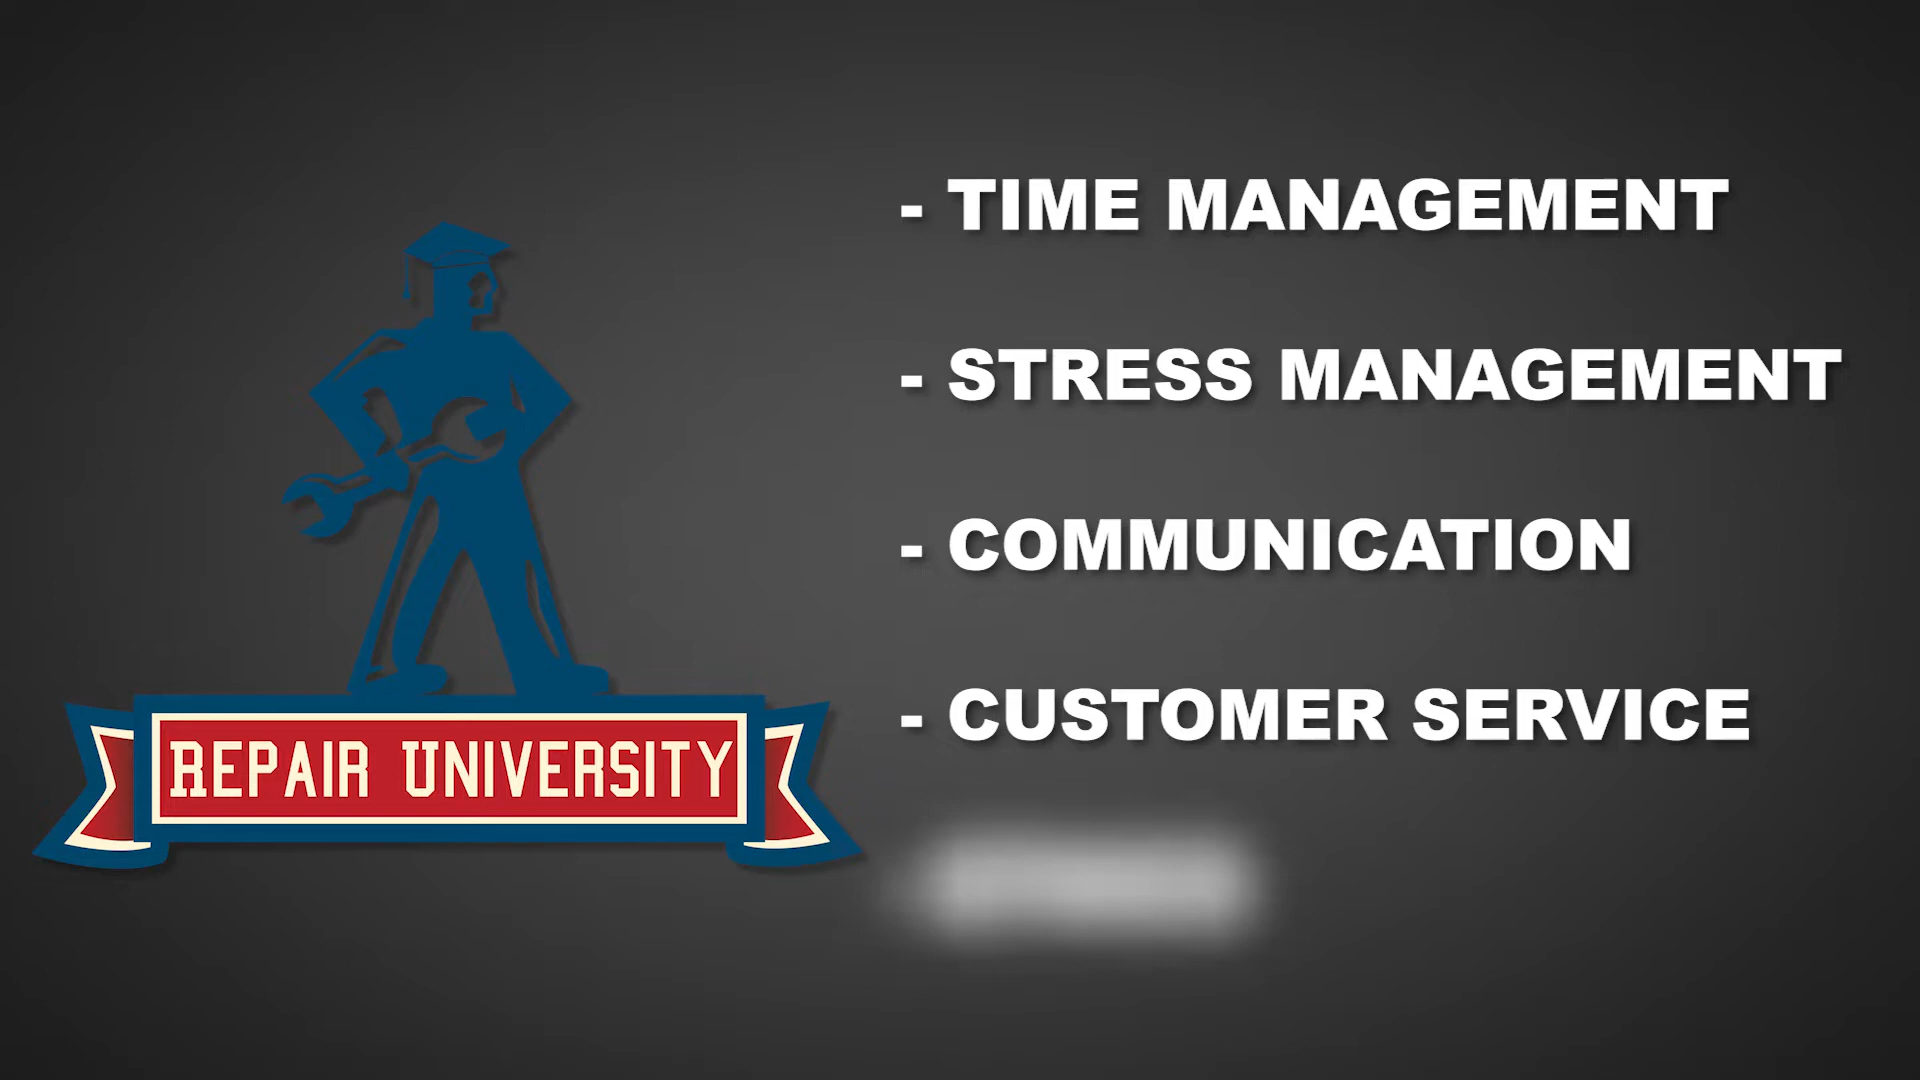 - TIME MANAGEMENT
- STRESS MANAGEMENT
- COMMUNICATION
- CUSTOMER SERVICE
REPAIR UNIVERSITY